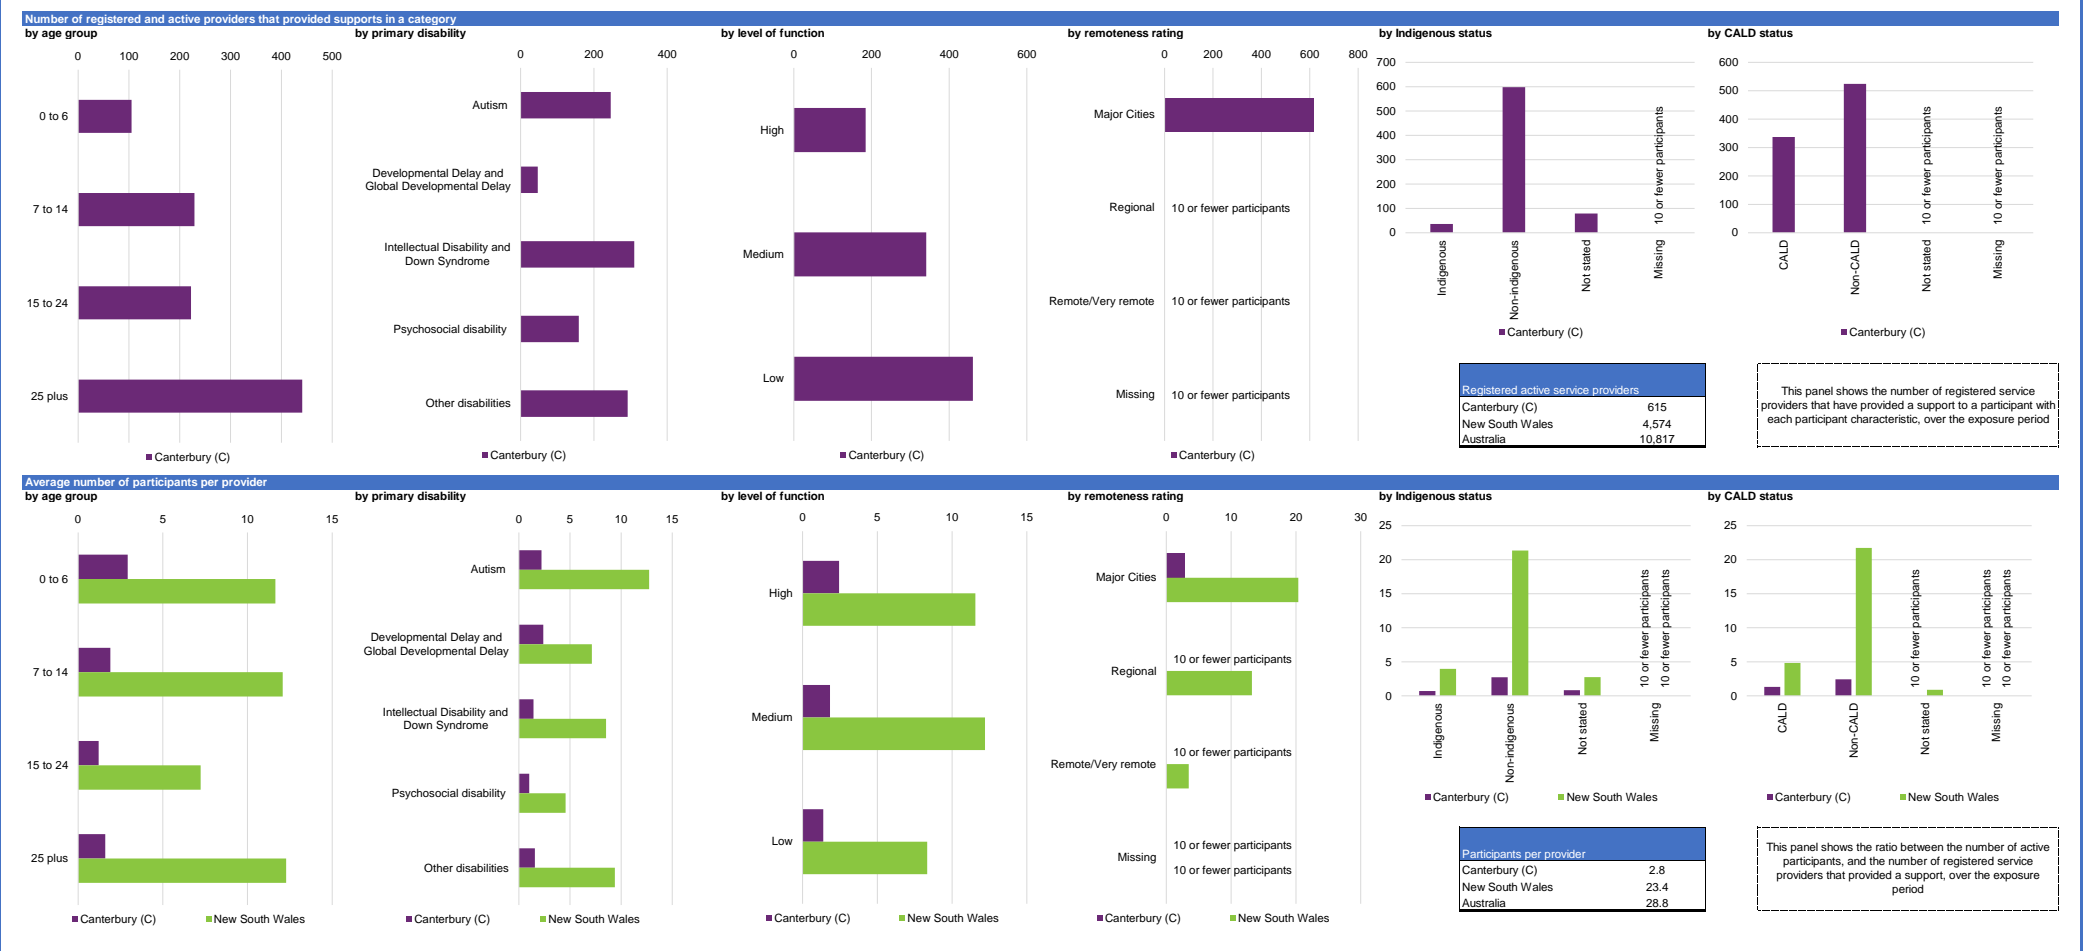 Number of registered and active providers that provided supports in a category
by age group
0 100 200 300 400 500
0 to 6
7 to 14
15 to 24
25 plus
Canterbury (C)
by primary disability
0 200 400
Autism
Developmental Delay and
Global Developmental Delay
Intellectual Disability and
Down Syndrome
Psychosocial disability
Other disabilities
Canterbury (C)
by level of function
0 200 400 600
High
Medium
Low
Canterbury (C)
by remoteness rating
0 200 400 600 800
Major Cities
Regional 10 or fewer participants
Remote/Very remote 10 or fewer participants
Missing 10 or fewer participants
Canterbury (C)
by Indigenous status
700
600
500
400
300
200
100
0
10 or fewer participants
Indigenous
Non-indigenous
Not stated
Missing
Canterbury (C)
by CALD status
600
500
400
300
200
100
0
10 or fewer participants
10 or fewer participants
CALD
Non-CALD
Not stated
Missing
Canterbury (C)
Registered active service providers
Canterbury (C) 615
New South Wales 4,574
Australia 10,817
This panel shows the number of registered service
providers that have provided a support to a participant with
each participant characteristic, over the exposure period
Average number of participants per provider
by age group
0 5 10 15
0 to 6
7 to 14
15 to 24
25 plus
Canterbury (C) New South Wales
by primary disability
0 5 10 15
Autism
Developmental Delay and
Global Developmental Delay
Intellectual Disability and
Down Syndrome
Psychosocial disability
Other disabilities
Canterbury (C) New South Wales
by level of function
0 5 10 15
High
Medium
Low
Canterbury (C) New South Wales
by remoteness rating
0 10 20 30
Major Cities
10 or fewer participants
Regional
10 or fewer participants
Remote/Very remote
10 or fewer participants
Missing
10 or fewer participants
Canterbury (C) New South Wales
by Indigenous status
25
20
15
10
5
0
10 or fewer participants
10 or fewer participants
Indigenous
Non-indigenous
Not stated
Missing
Canterbury (C) New South Wales
by CALD status
25
20
15
10
5
0
10 or fewer participants
10 or fewer participants
10 or fewer participants
CALD
Non-CALD
Not stated
Missing
Canterbury (C) New South Wales
Participants per provider
Canterbury (C) 2.8
New South Wales 23.4
Australia 28.8
This panel shows the ratio between the number of active
participants, and the number of registered service
providers that provided a support, over the exposure
period